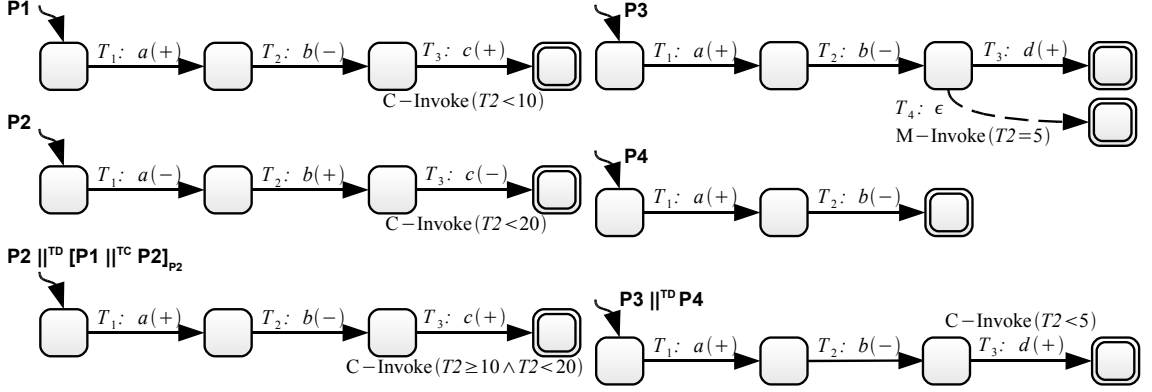 P1
T₁: a(+) T₂: b(−) T₃: c(+)
C−Invoke(T2<10)
P2
T₁: a(−) T₂: b(+) T₃: c(−)
C−Invoke(T2<20)
P2 ||ᵀᴰ [P1 ||ᵀᶜ P2]P2
T₁: a(+) T₂: b(−) T₃: c(+)
C−Invoke(T2≥10∧T2<20)
P3
T₁: a(+) T₂: b(−) T₃: d(+)
T₄: ϵ
M−Invoke(T2=5)
P4
T₁: a(+) T₂: b(−)
P3 ||ᵀᴰ P4
C−Invoke(T2<5)
T₁: a(+) T₂: b(−) T₃: d(+)